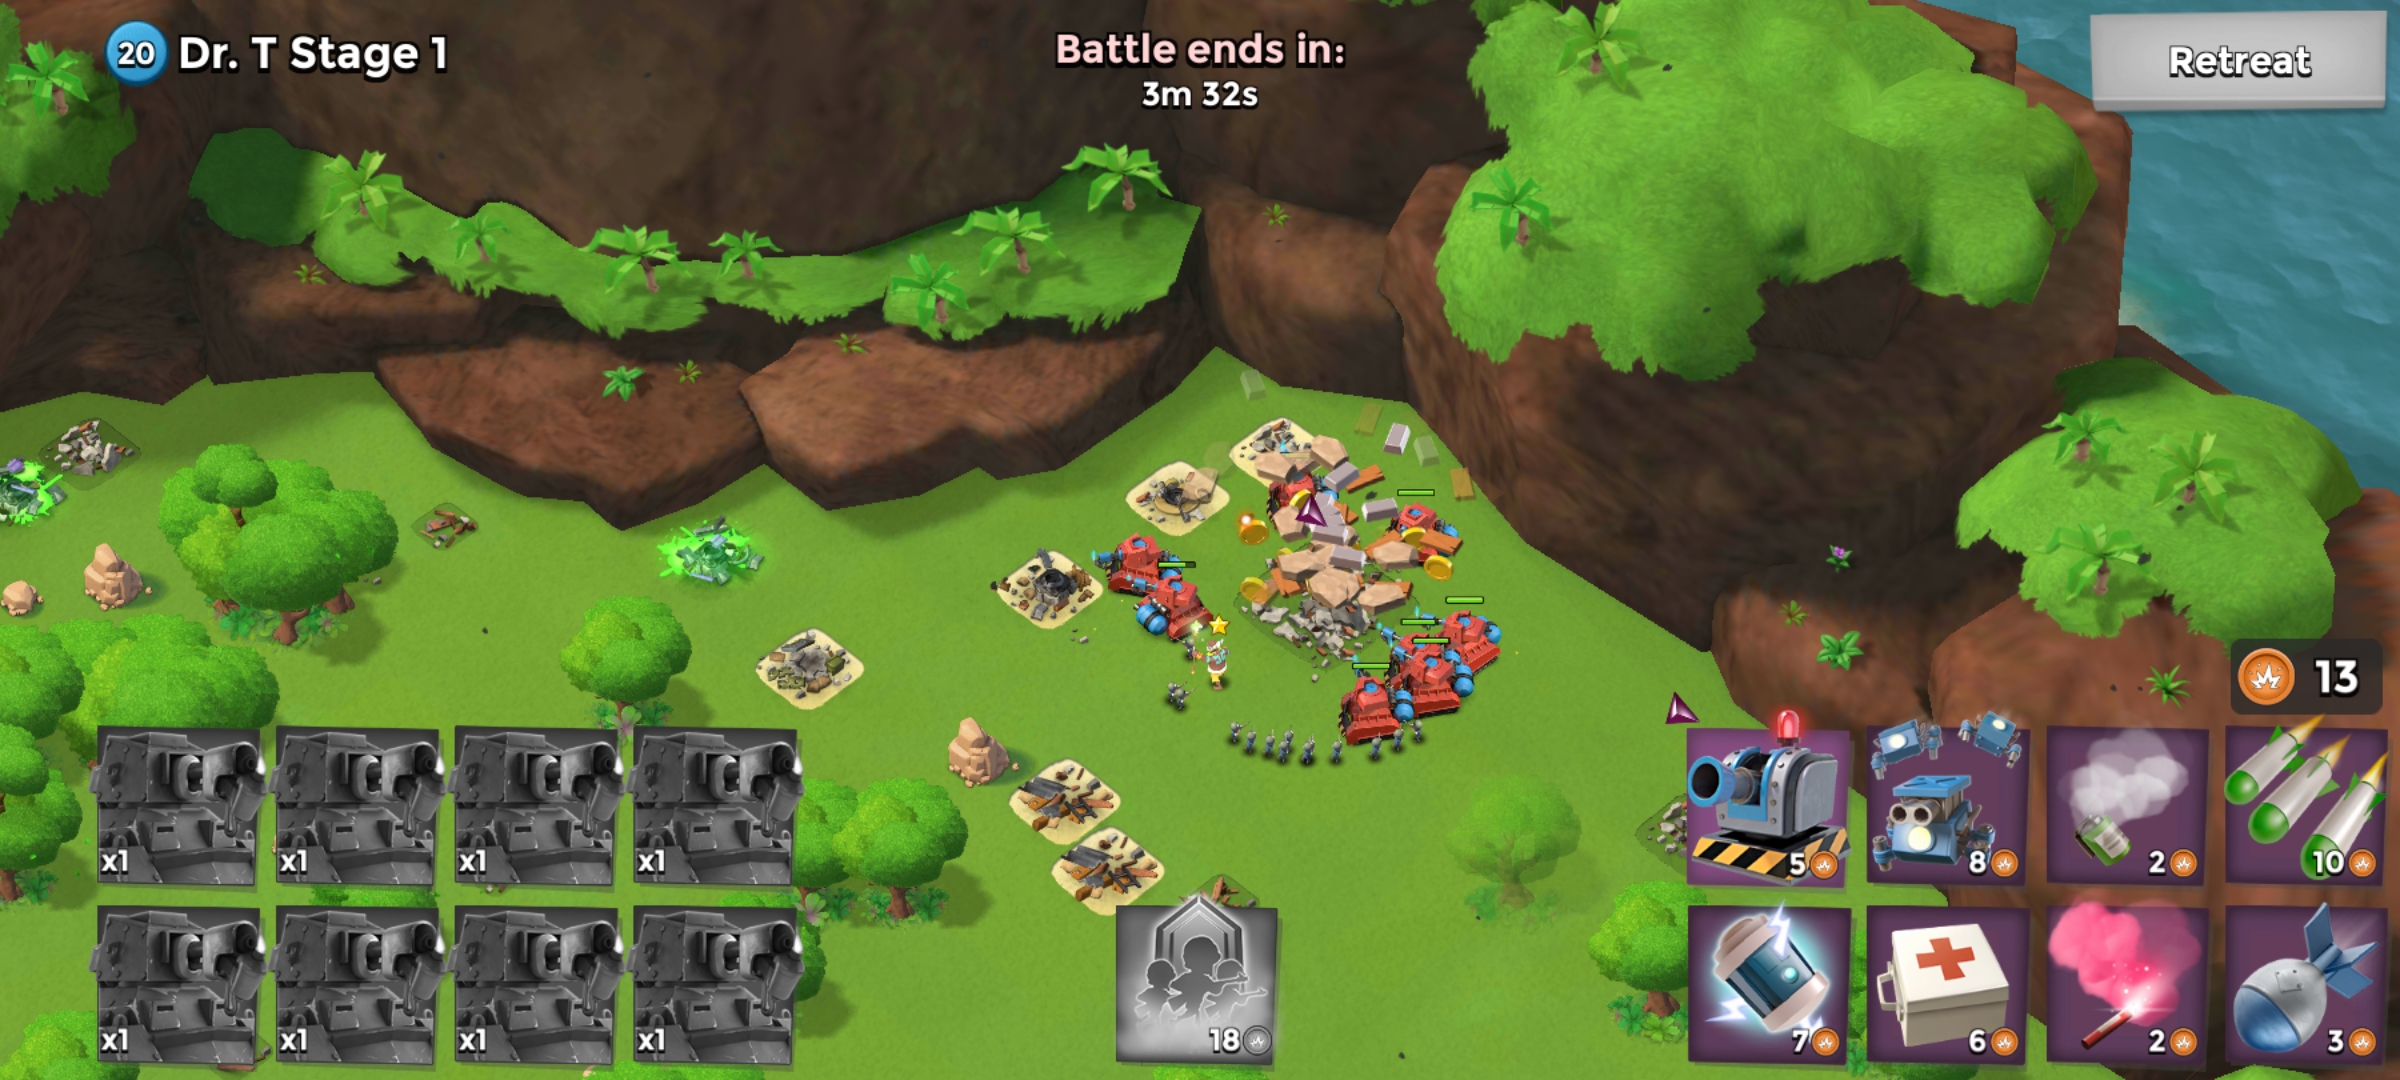 20 Dr. T Stage 1
Battle ends in:
3m 32s
Retreat
13
x1 x1 x1 x1
5 8 2 10
x1 x1 x1 x1
18
7 6 2 3